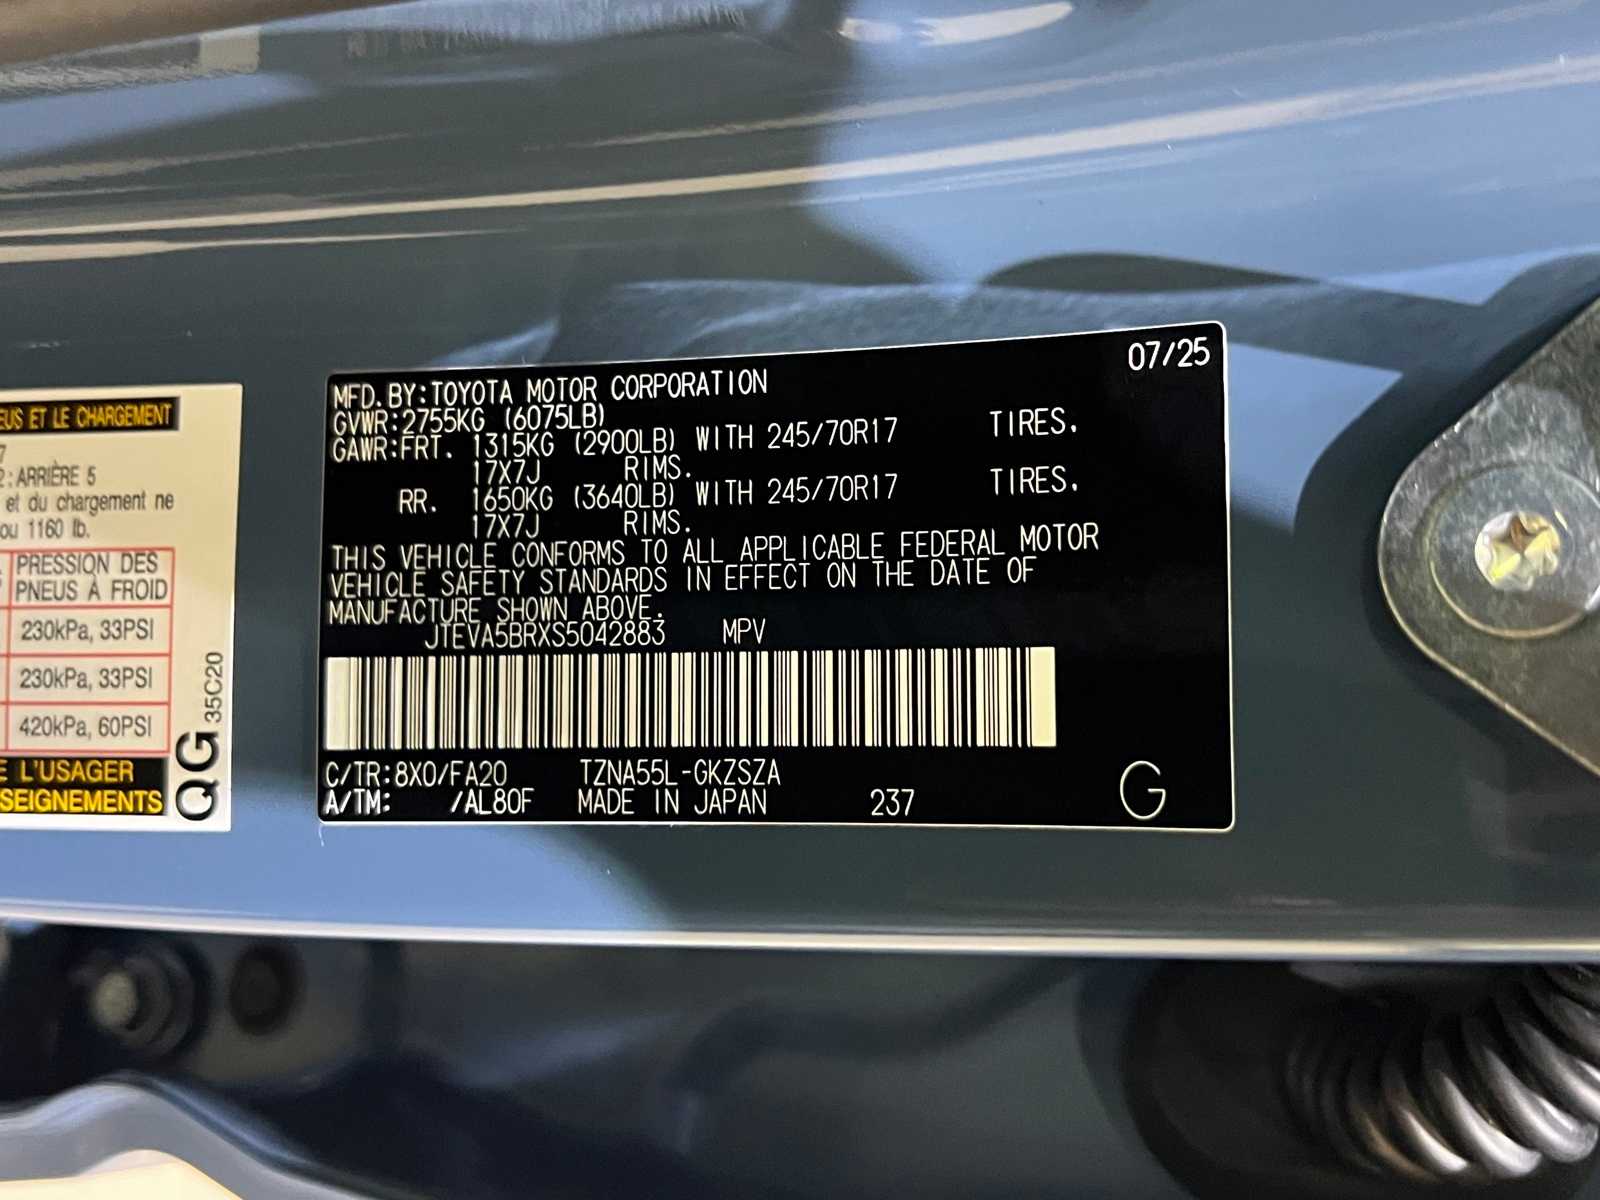 EUS ET LE CHARGEMENT
7
2:ARRIÈRE 5
et du chargement ne
ou 1160 lb.
PRESSION DES
PNEUS À FROID
230kPa, 33PSI
230kPa, 33PSI
420kPa, 60PSI
E L'USAGER
SEIGNEMENTS
QG 35C20
07/25
MFD. BY:TOYOTA MOTOR CORPORATION
GVWR:2755KG (6075LB)
GAWR:FRT. 1315KG (2900LB) WITH 245/70R17 TIRES.
17X7J RIMS.
RR. 1650KG (3640LB) WITH 245/70R17 TIRES.
17X7J RIMS.
THIS VEHICLE CONFORMS TO ALL APPLICABLE FEDERAL MOTOR
VEHICLE SAFETY STANDARDS IN EFFECT ON THE DATE OF
MANUFACTURE SHOWN ABOVE.
JTEVA5BRXS5042883 MPV
C/TR:8X0/FA20 TZNA55L-GKZSZA
A/TM: /AL80F MADE IN JAPAN 237 G